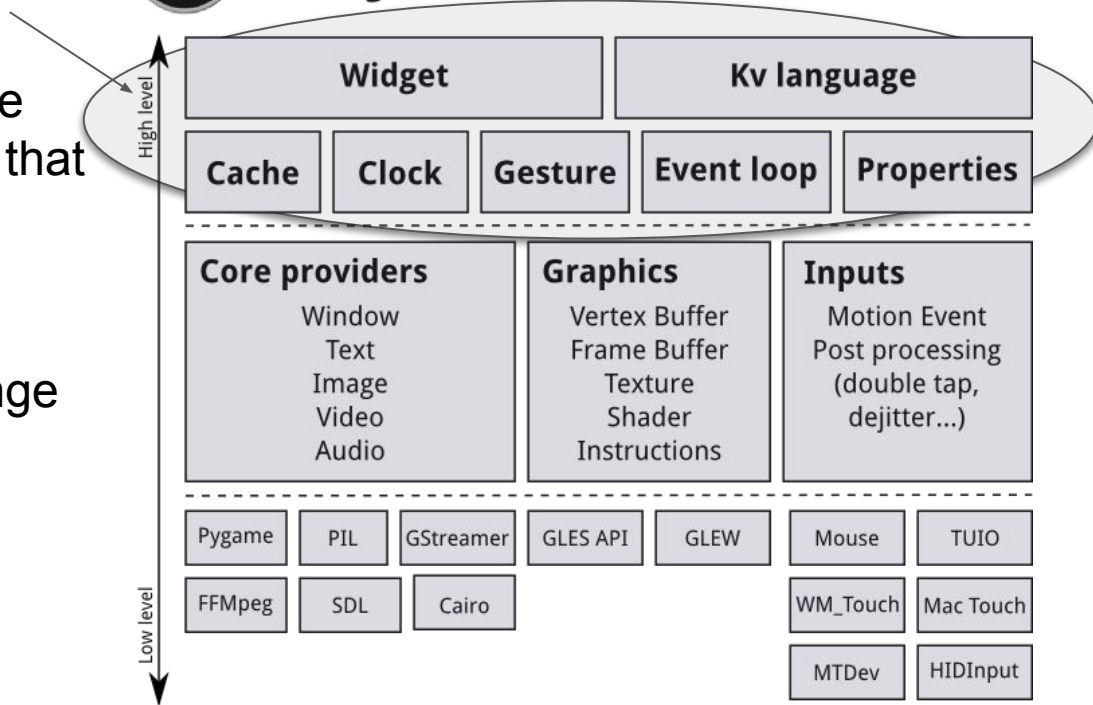 High level
e
that
nge
Low level
Widget
Kv language
Cache
Clock
Gesture
Event loop
Properties
Core providers
Window
Text
Image
Video
Audio
Graphics
Vertex Buffer
Frame Buffer
Texture
Shader
Instructions
Inputs
Motion Event
Post processing
(double tap,
dejitter...)
Pygame
PIL
GStreamer
GLES API
GLEW
Mouse
TUIO
FFMpeg
SDL
Cairo
WM_Touch
Mac Touch
MTDev
HIDInput